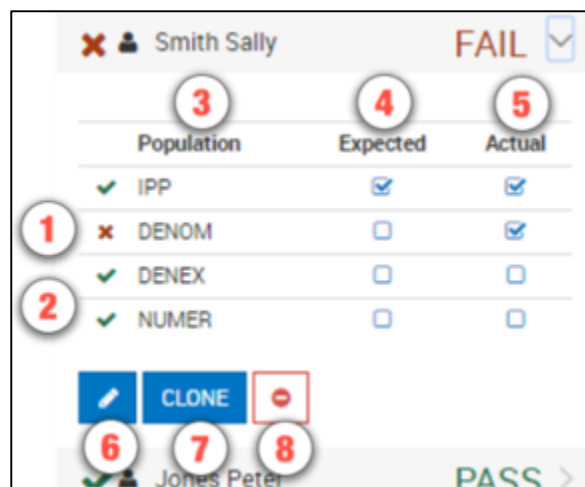 Smith Sally FAIL
3 4 5
Population Expected Actual
IPP
1 DENOM
DENEX
2
NUMER
CLONE
6 7 8
Jones Peter PASS